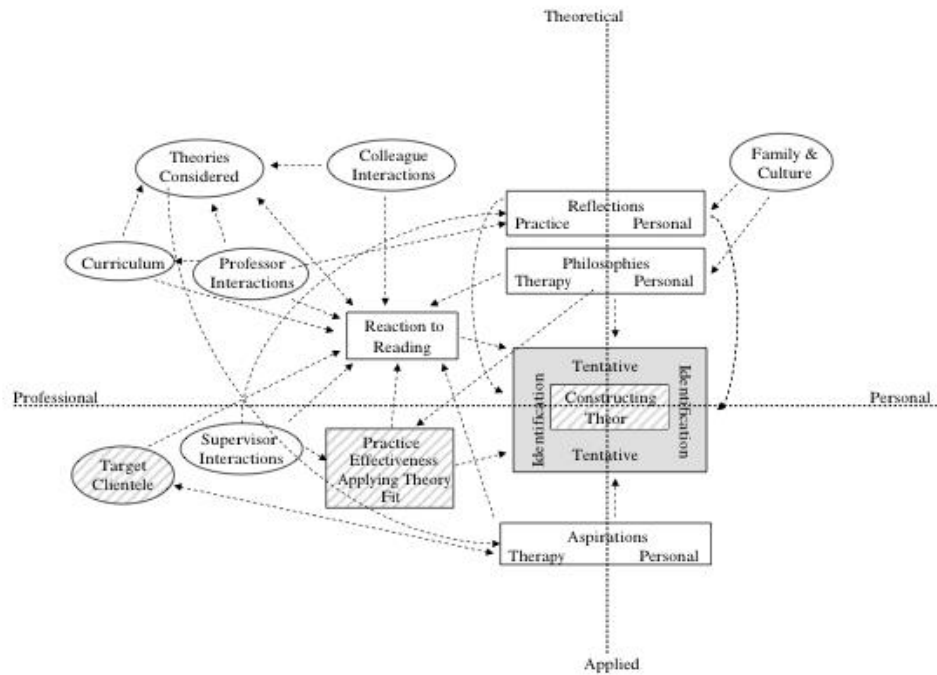 Theoretical
Theories
Considered
Colleague
Interactions
Family &
Culture
Reflections
Practice Personal
Curriculum
Professor
Interactions
Philosophies
Therapy Personal
Reaction to
Reading
Tentative
Identification
Constructing
Theor
Identification
Tentative
Professional
Personal
Supervisor
Interactions
Practice
Effectiveness
Applying Theory
Fit
Target
Clientele
Aspirations
Therapy Personal
Applied